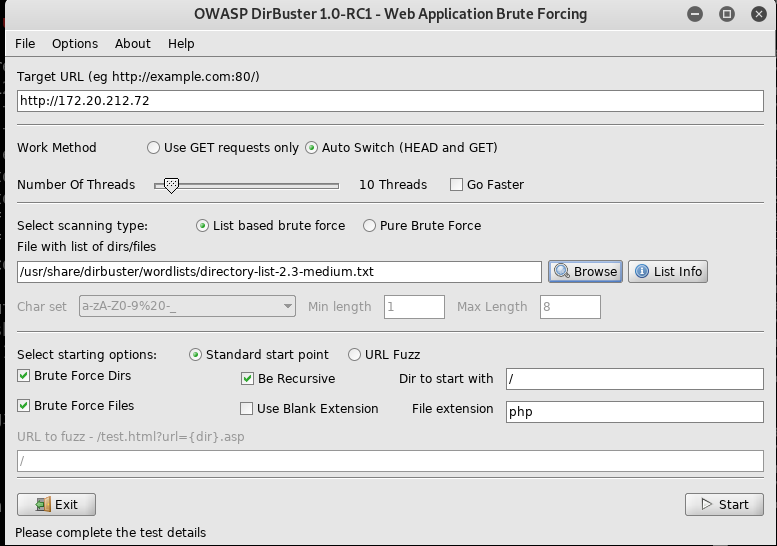 OWASP DirBuster 1.0-RC1 - Web Application Brute Forcing
File Options About Help
Target URL (eg http://example.com:80/)
http://172.20.212.72
Work Method Use GET requests only Auto Switch (HEAD and GET)
Number Of Threads 10 Threads Go Faster
Select scanning type: List based brute force Pure Brute Force
File with list of dirs/files
/usr/share/dirbuster/wordlists/directory-list-2.3-medium.txt Browse List Info
Char set a-zA-Z0-9%20-_ Min length 1 Max Length 8
Select starting options: Standard start point URL Fuzz
Brute Force Dirs Be Recursive Dir to start with /
Brute Force Files Use Blank Extension File extension php
URL to fuzz - /test.html?url={dir}.asp
/
Exit Start
Please complete the test details